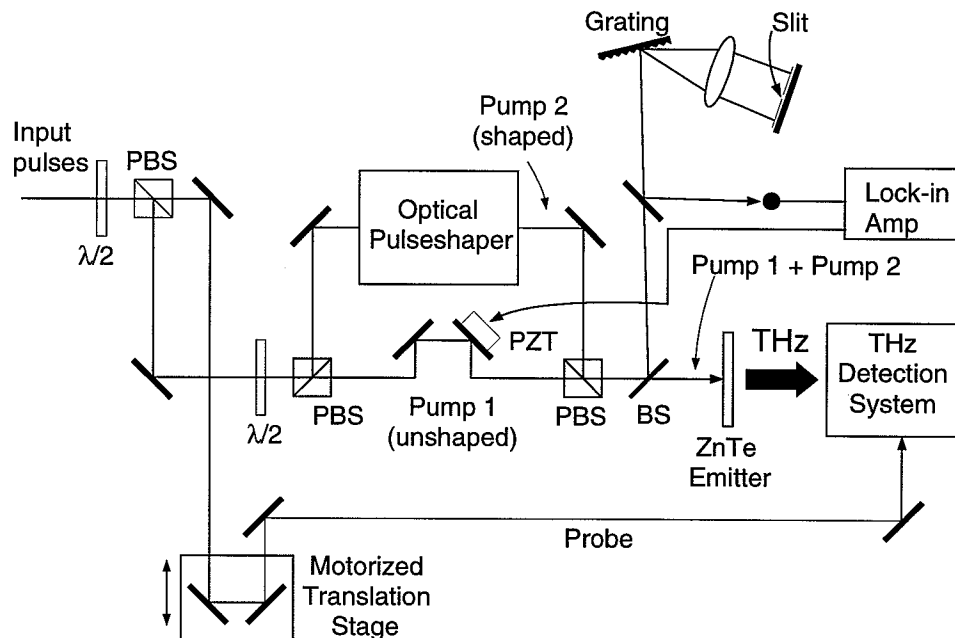 Grating
Slit
Pump 2
(shaped)
Input
pulses
PBS
λ/2
Optical
Pulseshaper
Lock-in
Amp
Pump 1 + Pump 2
PZT
THz
THz
Detection
System
λ/2
PBS
Pump 1
(unshaped)
PBS
BS
ZnTe
Emitter
Probe
Motorized
Translation
Stage